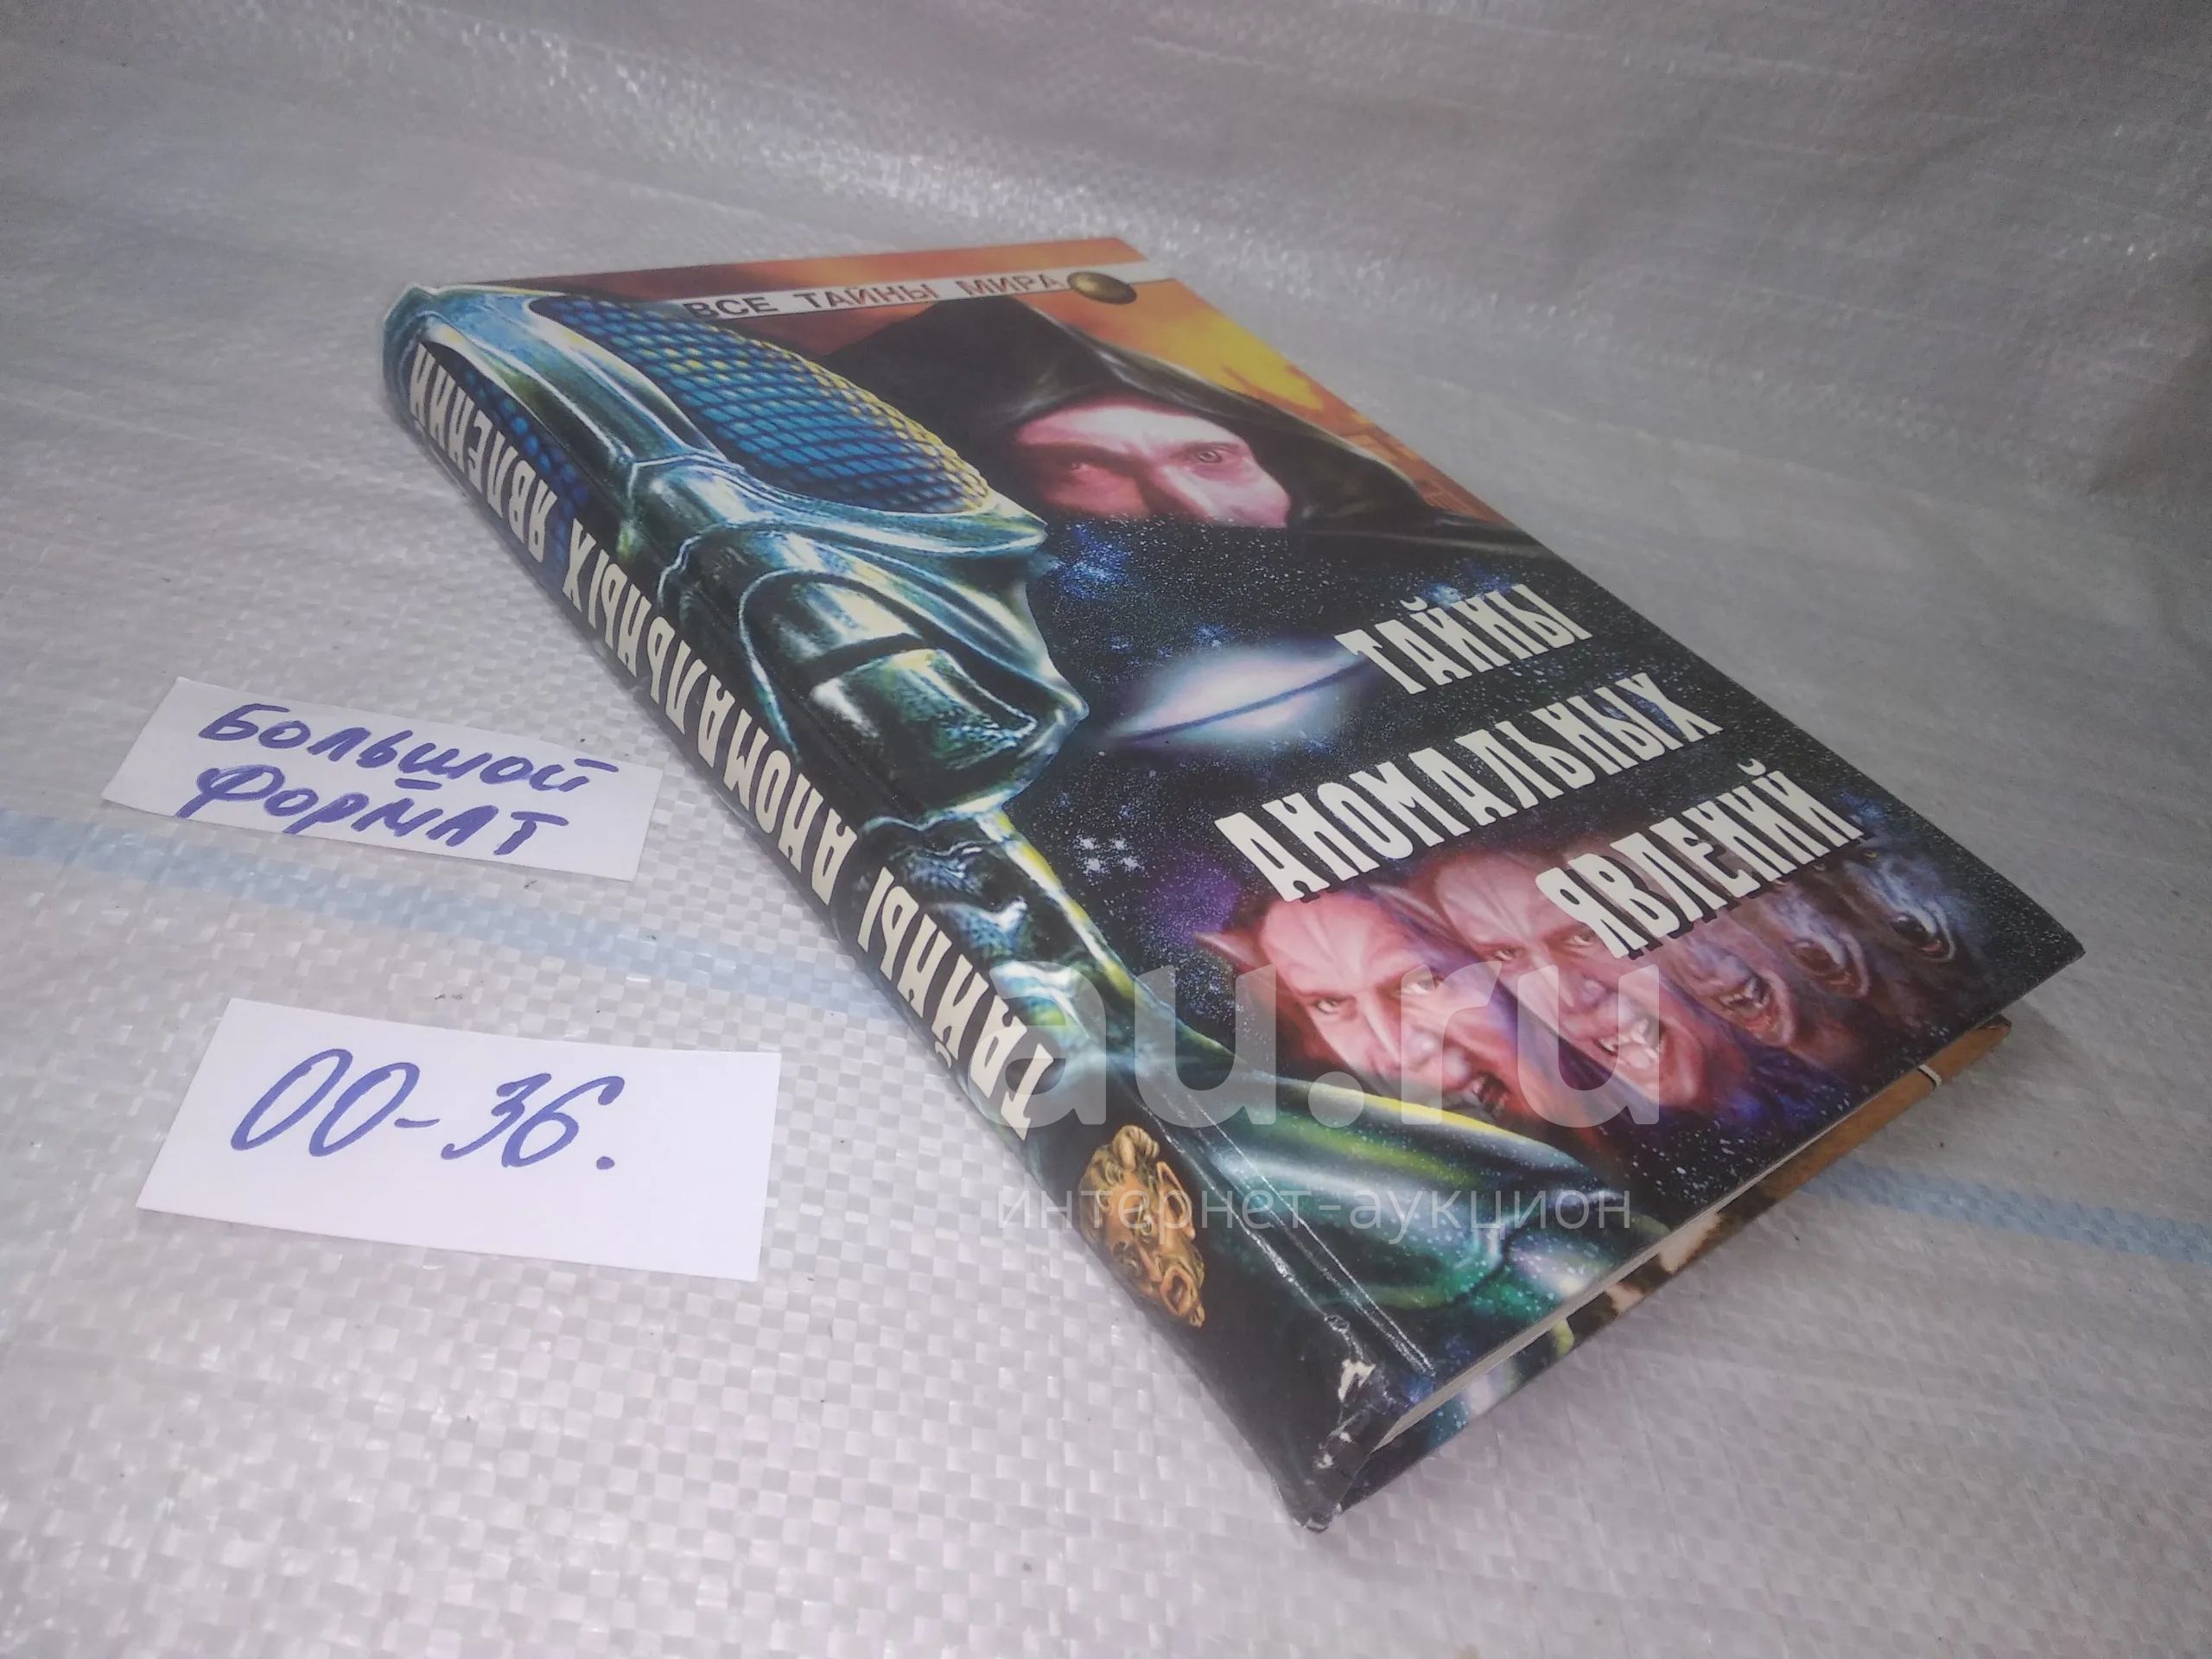 ВСЕ ТАЙНЫ МИРА
ТАЙНЫ
АНОМАЛЬНЫХ
ЯВЛЕНИЙ
ТАЙНЫ АНОМАЛЬНЫХ ЯВЛЕНИЙ
БОЛЬШОЙ
ФОРМАТ
00-36.
au.ru
интернет-аукцион